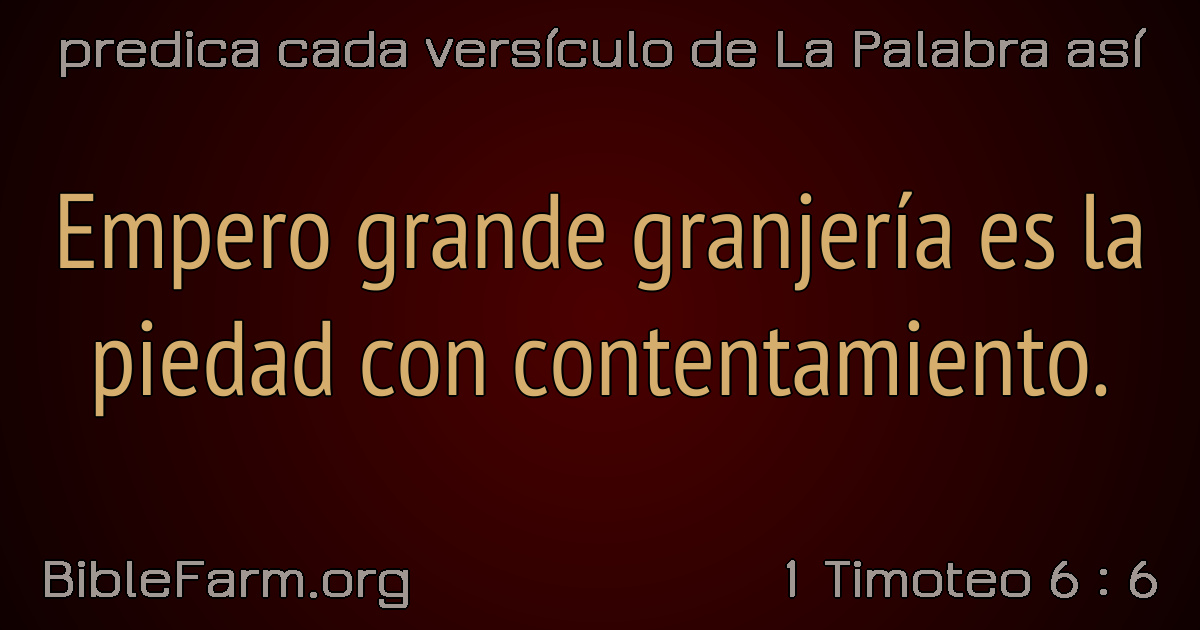 predica cada versículo de La Palabra así
Empero grande granjería es la
piedad con contentamiento.
BibleFarm.org
1 Timoteo 6 : 6